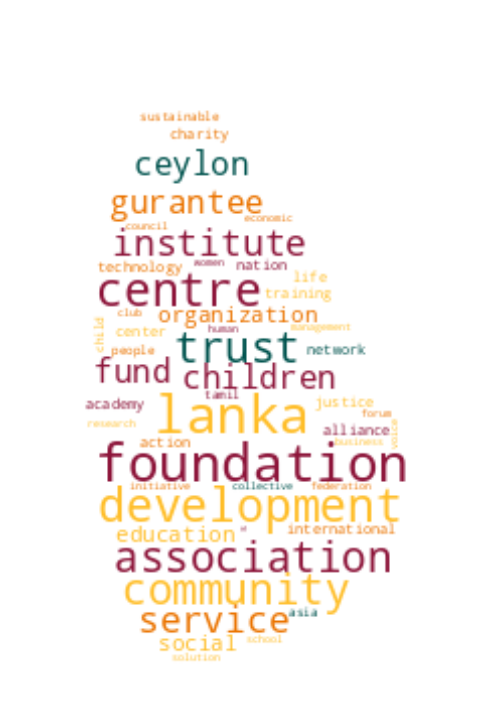 sustainable
charity
ceylon
gurantee
economic
council
institute
women
nation
technology
life
centre
training
club
organization
child
center
human
management
trust
people
network
fund
children
tamil
academy
lanka
justice
forum
research
alliance
voice
action
business
foundation
initiative
collective
federation
development
education
international
association
community
service
asia
social
school
solution